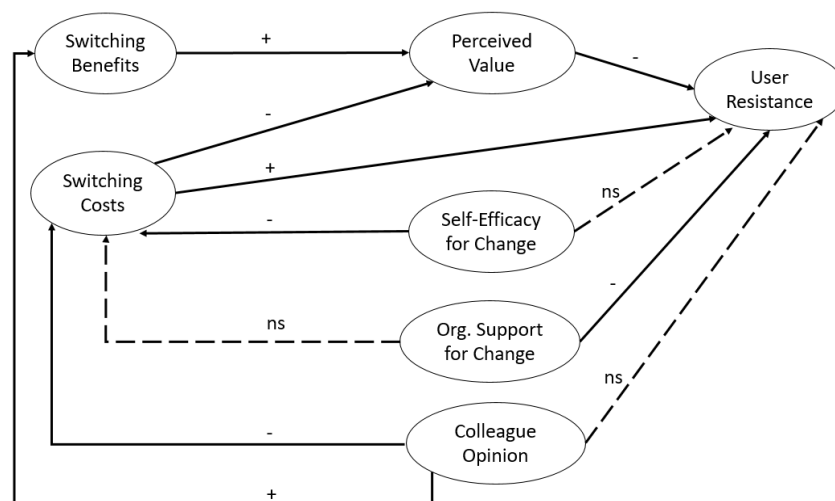 Switching
Benefits
+
Perceived
Value
-
User
Resistance
-
Switching
Costs
+
ns
-
Self-Efficacy
for Change
-
ns
Org. Support
for Change
ns
-
Colleague
Opinion
+